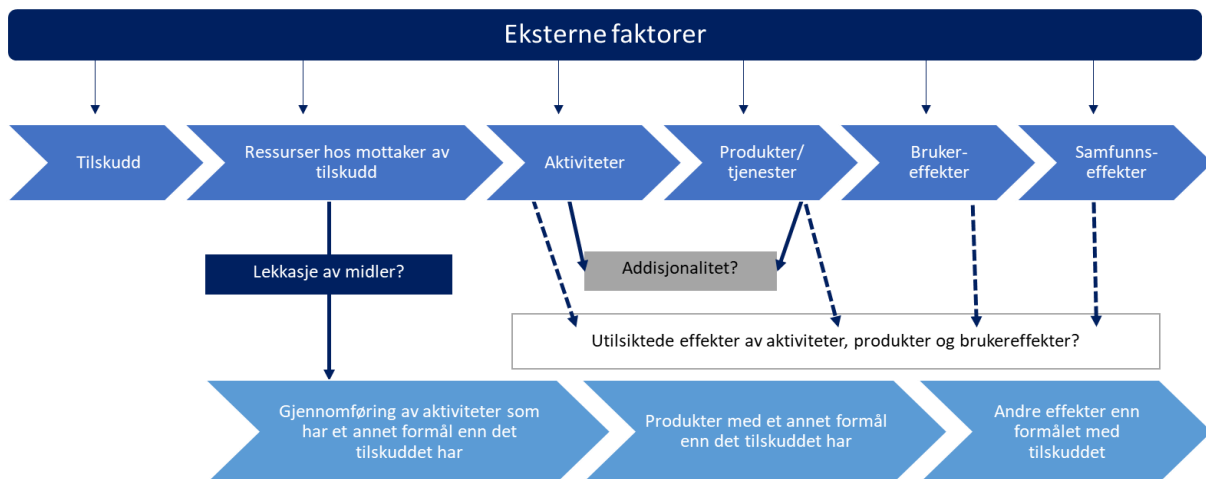 Eksterne faktorer
Tilskudd
Ressurser hos mottaker av
tilskudd
Aktiviteter
Produkter/
tjenester
Bruker-
effekter
Samfunns-
effekter
Lekkasje av midler?
Addisjonalitet?
Utilsiktede effekter av aktiviteter, produkter og brukereffekter?
Gjennomføring av aktiviteter som
har et annet formål enn det
tilskuddet har
Produkter med et annet formål
enn det tilskuddet har
Andre effekter enn
formålet med
tilskuddet